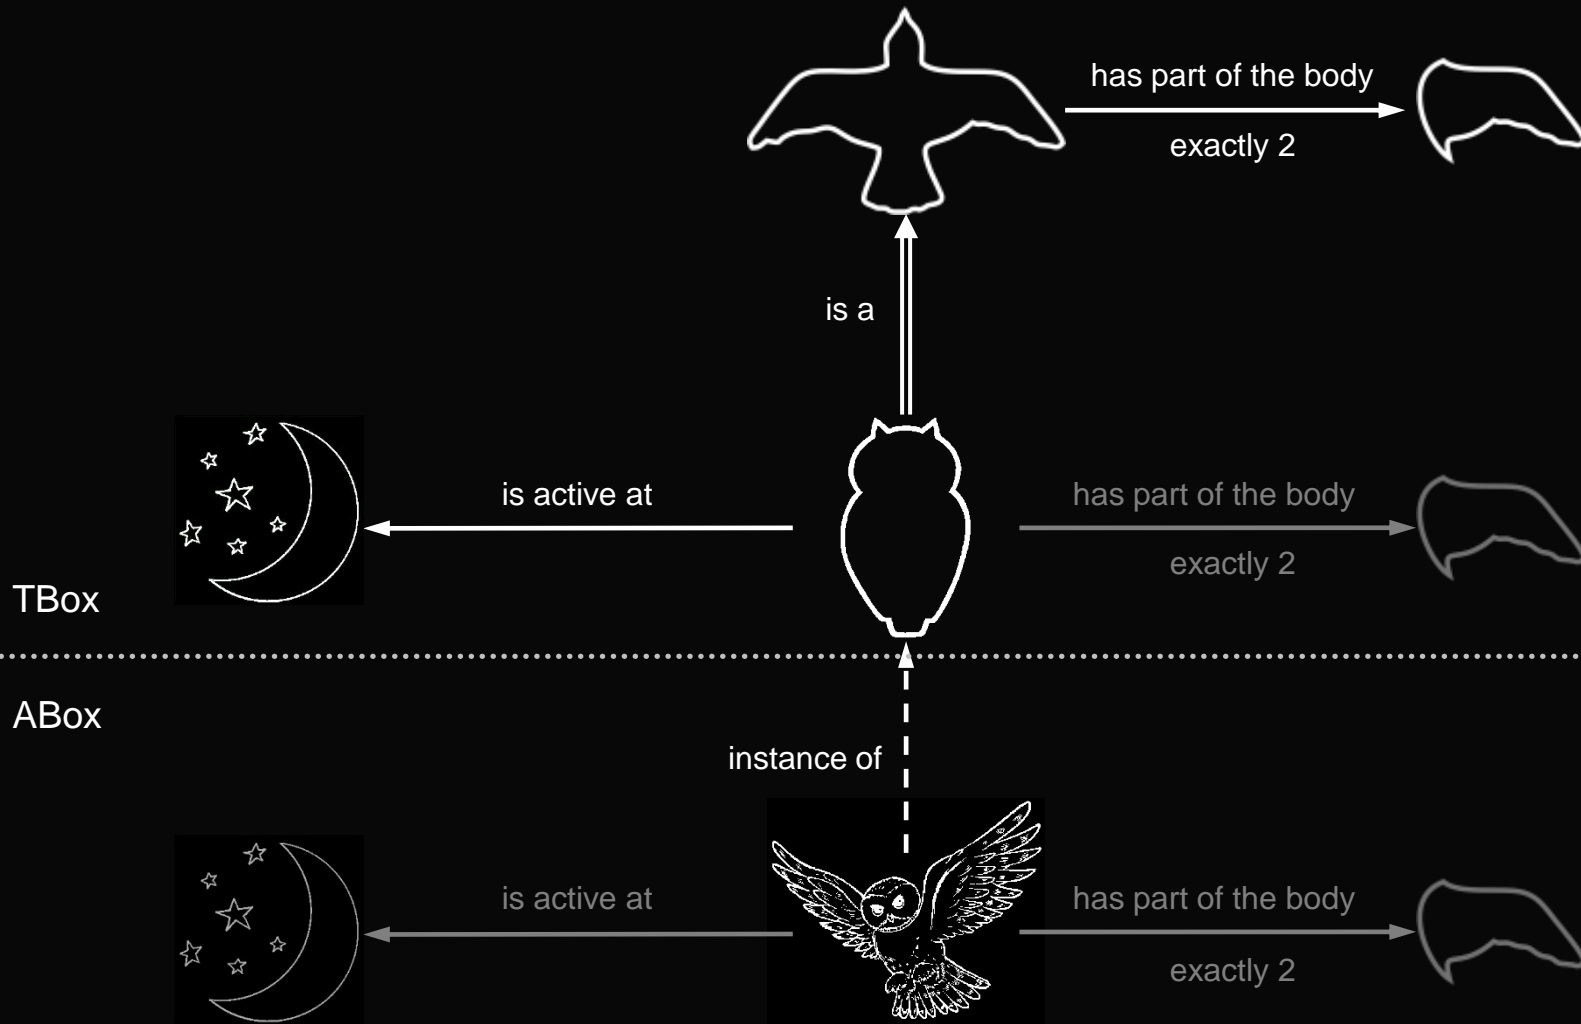 has part of the body
exactly 2
is a
is active at
has part of the body
exactly 2
TBox
ABox
instance of
is active at
has part of the body
exactly 2